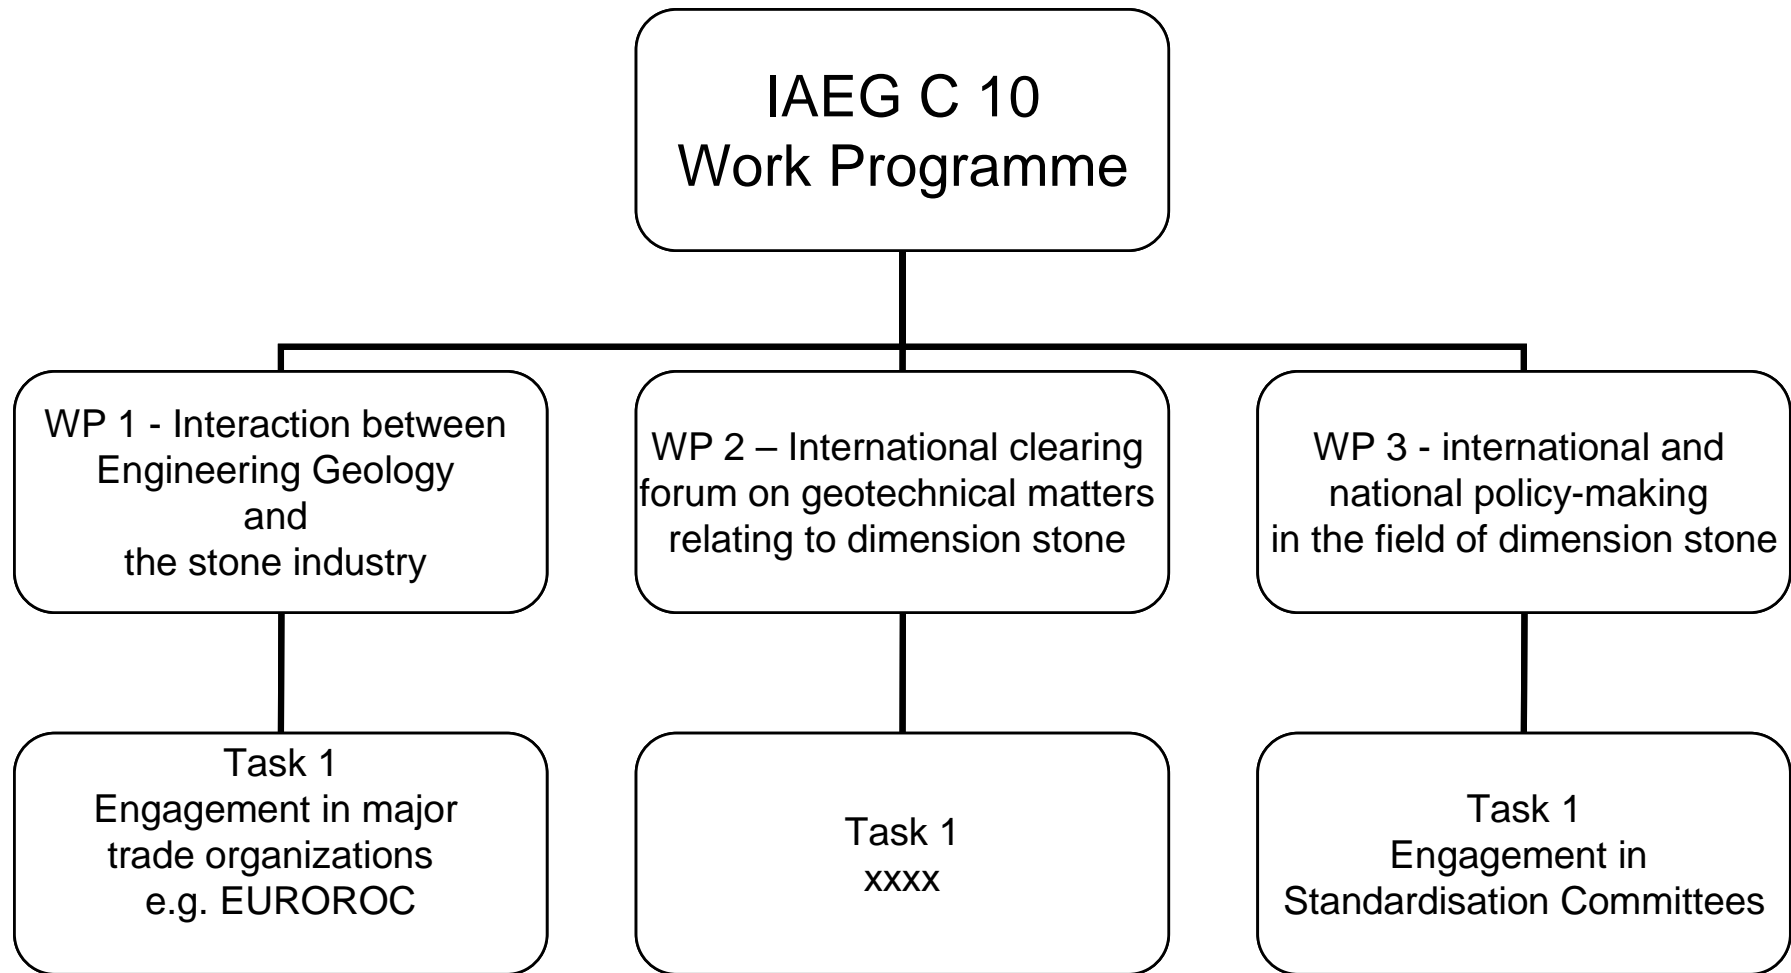 IAEG C 10
Work Programme
WP 1 - Interaction between
Engineering Geology
and
the stone industry
WP 2 – International clearing
forum on geotechnical matters
relating to dimension stone
WP 3 - international and
national policy-making
in the field of dimension stone
Task 1
Engagement in major
trade organizations
e.g. EUROROC
Task 1
xxxx
Task 1
Engagement in
Standardisation Committees